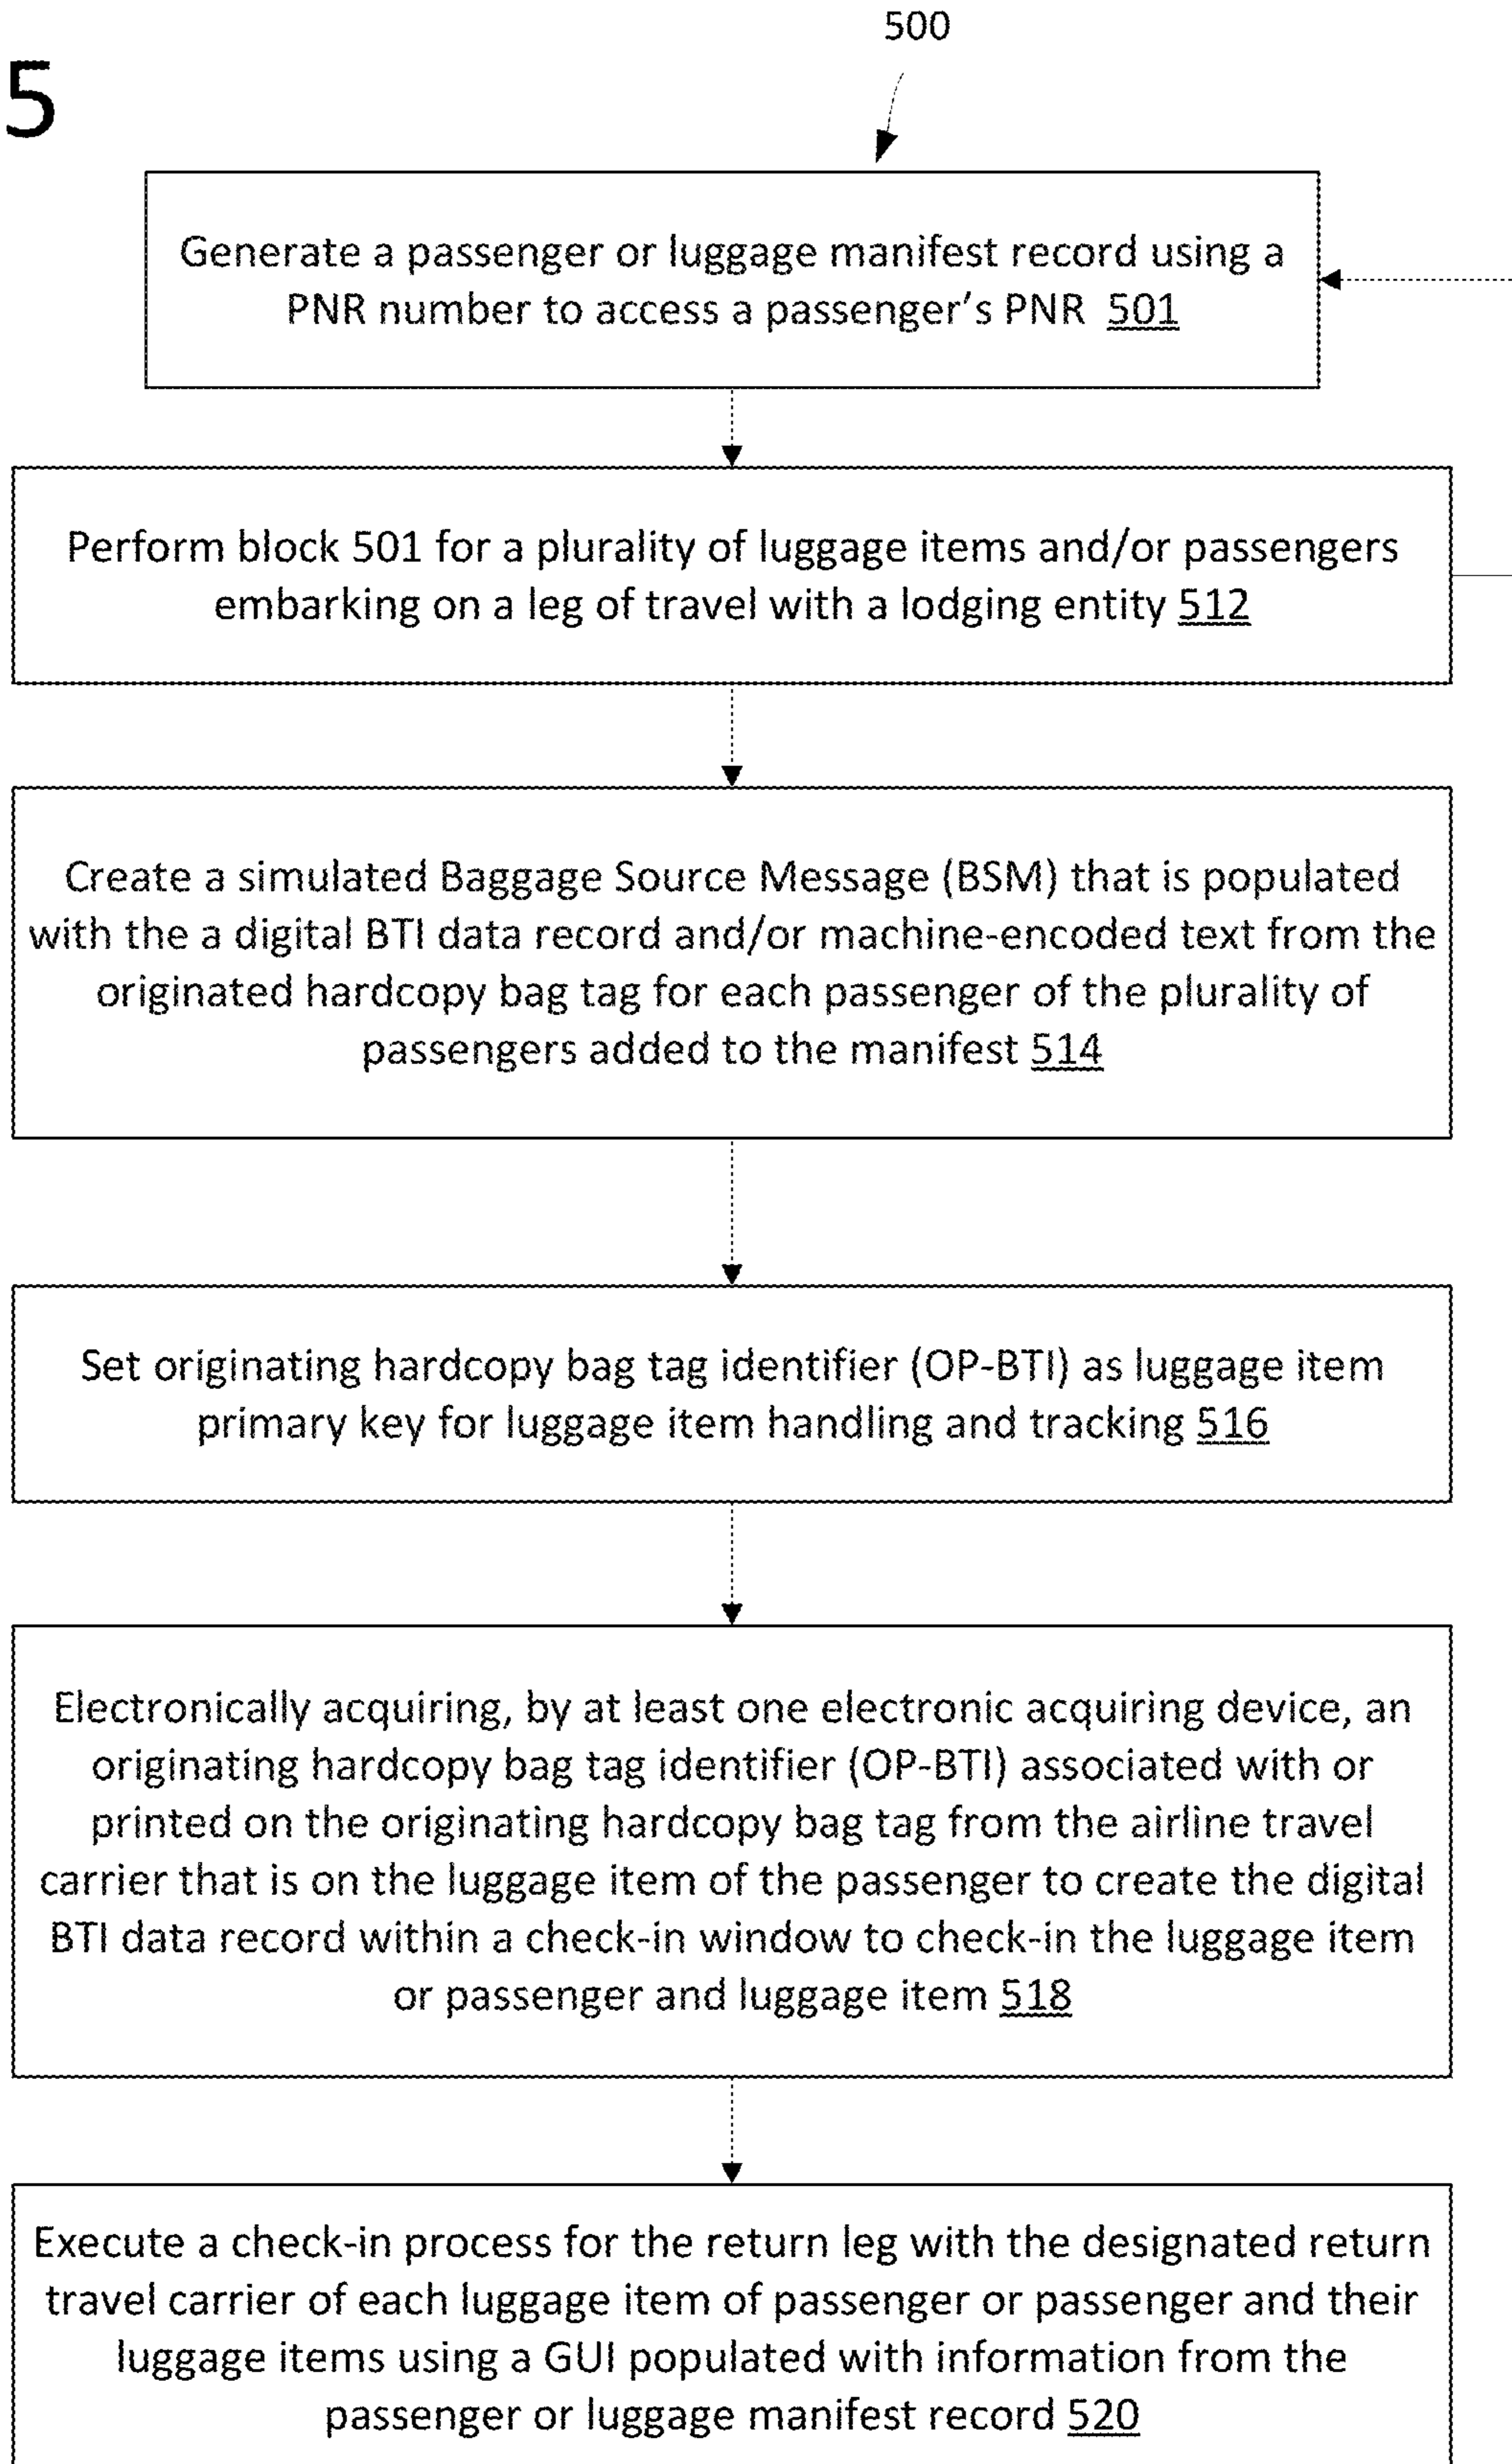 500
5
Generate a passenger or luggage manifest record using a
PNR number to access a passenger's PNR 501
Perform block 501 for a plurality of luggage items and/or passengers
embarking on a leg of travel with a lodging entity 512
Create a simulated Baggage Source Message (BSM) that is populated
with the a digital BTI data record and/or machine-encoded text from the
originated hardcopy bag tag for each passenger of the plurality of
passengers added to the manifest 514
Set originating hardcopy bag tag identifier (OP-BTI) as luggage item
primary key for luggage item handling and tracking 516
Electronically acquiring, by at least one electronic acquiring device, an
originating hardcopy bag tag identifier (OP-BTI) associated with or
printed on the originating hardcopy bag tag from the airline travel
carrier that is on the luggage item of the passenger to create the digital
BTI data record within a check-in window to check-in the luggage item
or passenger and luggage item 518
Execute a check-in process for the return leg with the designated return
travel carrier of each luggage item of passenger or passenger and their
luggage items using a GUI populated with information from the
passenger or luggage manifest record 520